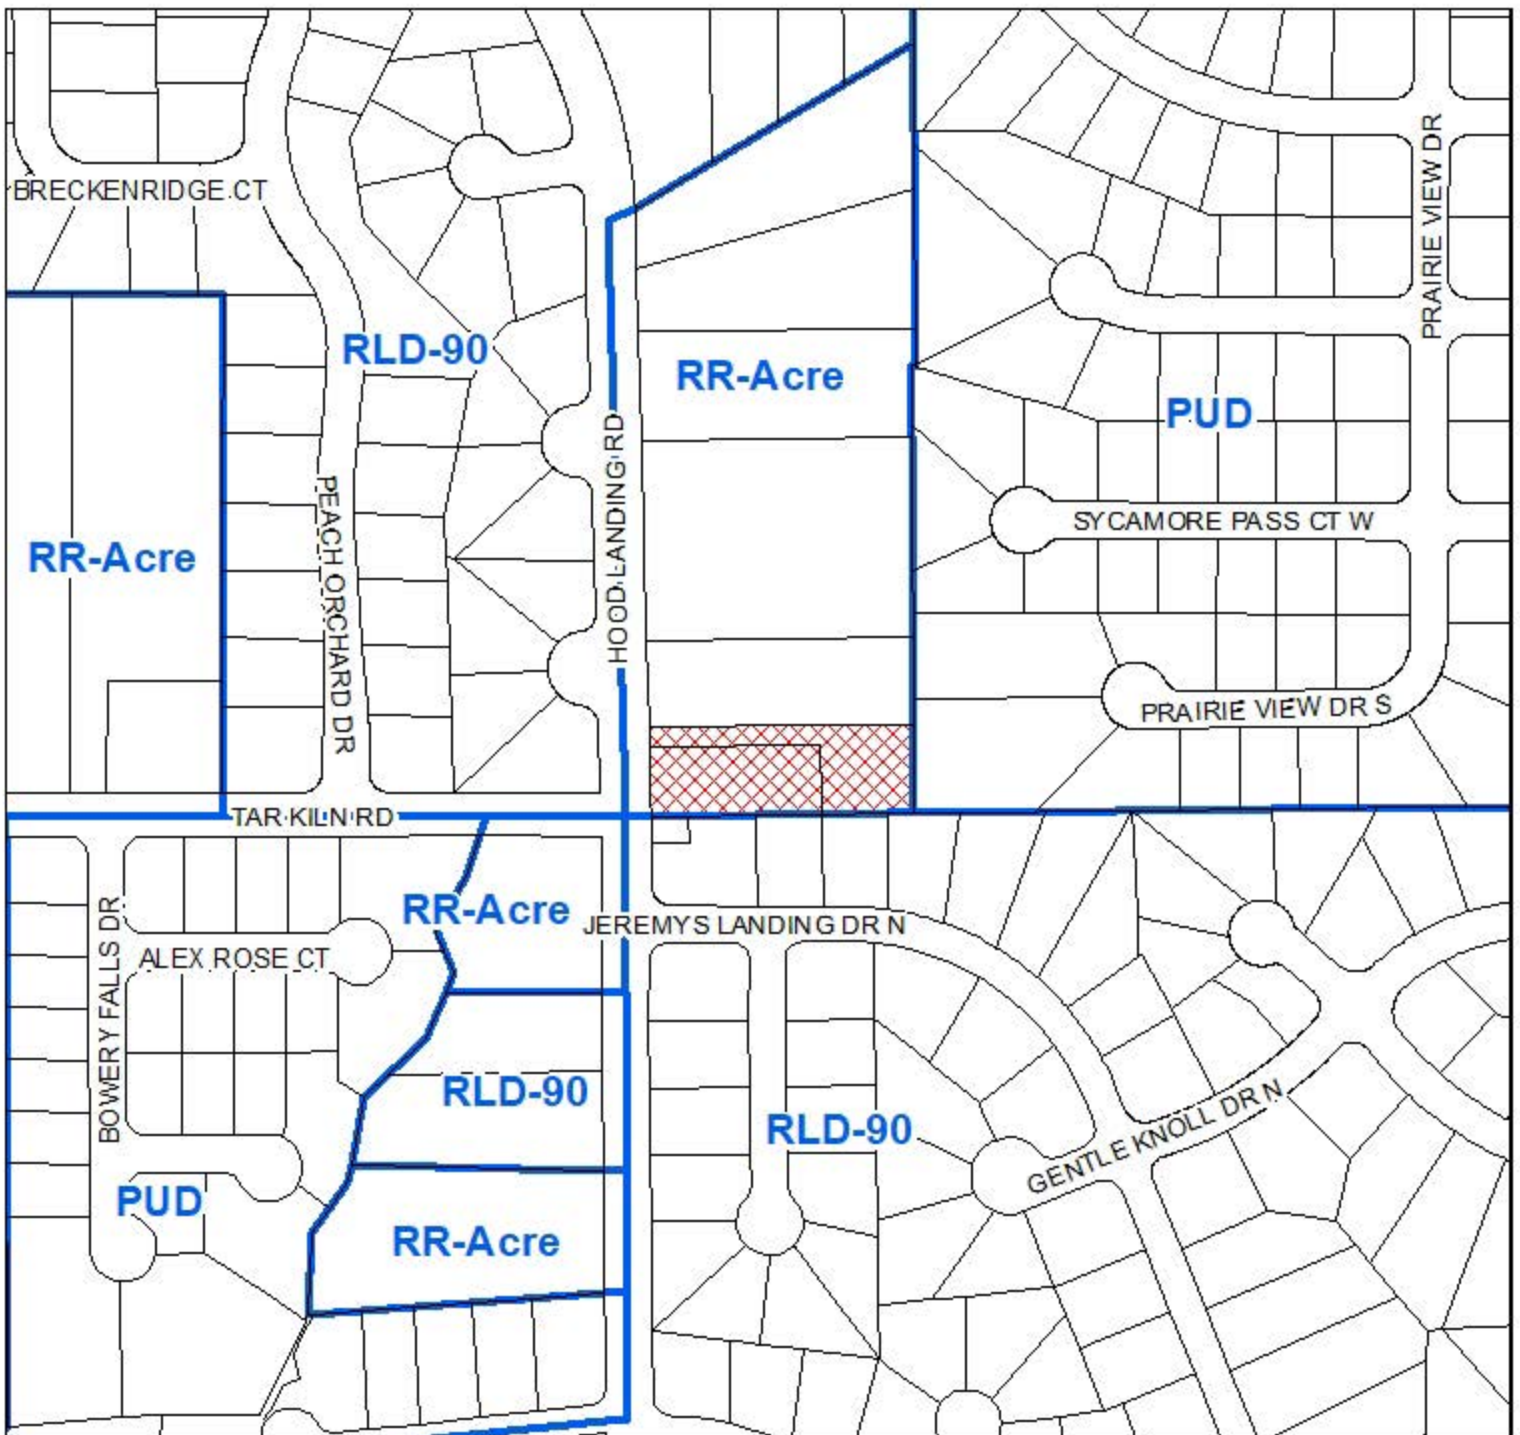 PRAIRIE VIEW DR
BRECKENRIDGE CT
RLD-90
RR-Acre
PUD
HOOD LANDING RD
PEACH ORCHARD DR
SYCAMORE PASS CT W
RR-Acre
PRAIRIE VIEW DR S
TAR KILN RD
RR-Acre
JEREMYS LANDING DR N
BOWERY FALLS DR
ALEX ROSE CT
RLD-90
RLD-90
GENTLE KNOLL DR N
PUD
RR-Acre